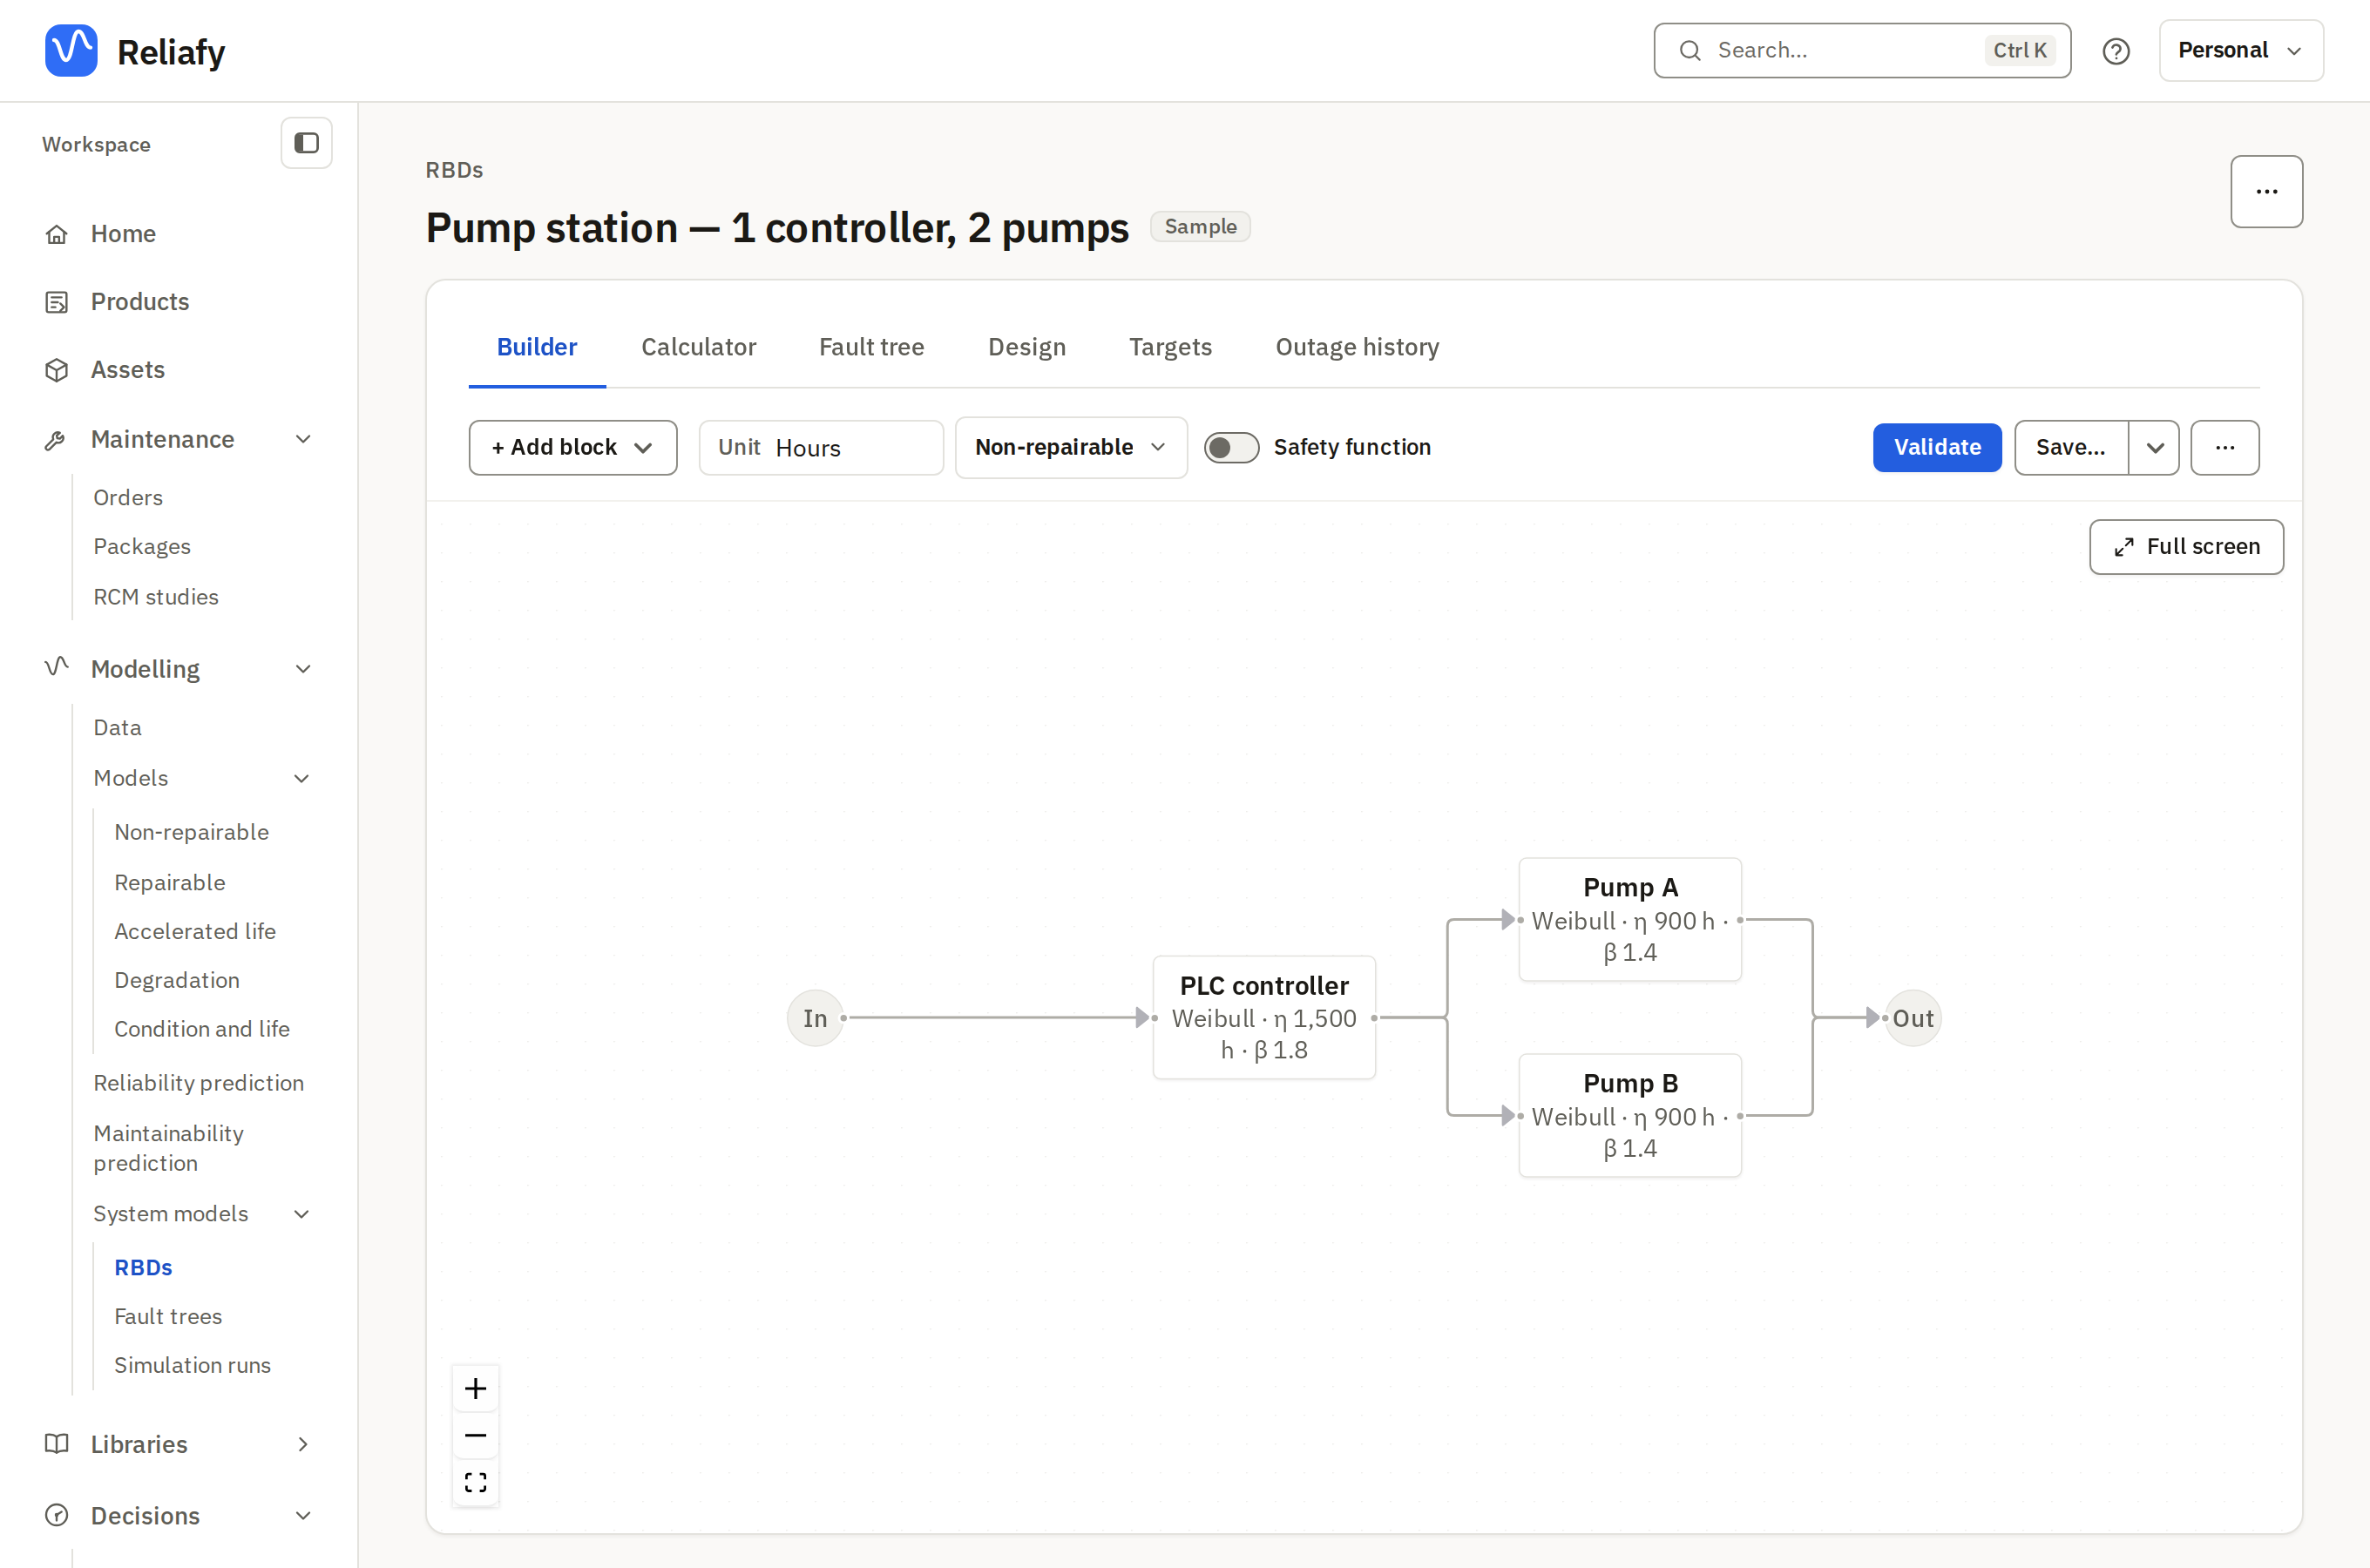 Reliafy
Search...
Ctrl K
Personal
Workspace
Home
Products
Assets
Maintenance
Orders
Packages
RCM studies
Modelling
Data
Models
Non-repairable
Repairable
Accelerated life
Degradation
Condition and life
Reliability prediction
Maintainability
prediction
System models
RBDs
Fault trees
Simulation runs
Libraries
Decisions
RBDs
Pump station — 1 controller, 2 pumps
Sample
...
Builder
Calculator
Fault tree
Design
Targets
Outage history
+ Add block
Unit Hours
Non-repairable
Safety function
Validate
Save...
...
Full screen
In
PLC controller
Weibull · η 1,500
h · β 1.8
Pump A
Weibull · η 900 h ·
β 1.4
Pump B
Weibull · η 900 h ·
β 1.4
Out